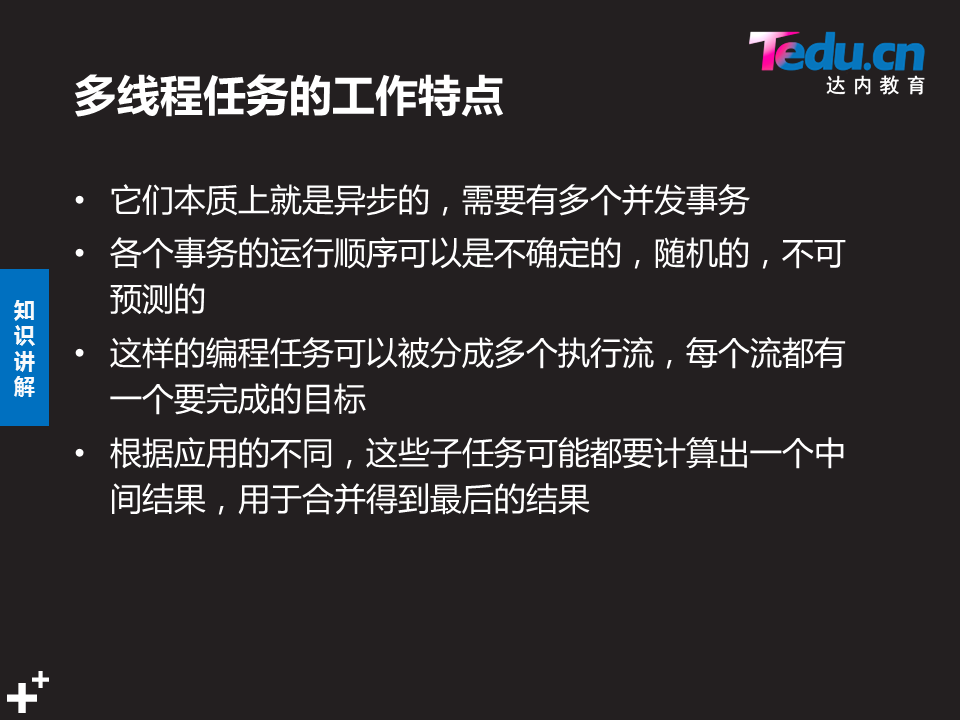 Tedu.cn
达内教育
多线程任务的工作特点
• 它们本质上就是异步的，需要有多个并发事务
• 各个事务的运行顺序可以是不确定的，随机的，不可
预测的
• 这样的编程任务可以被分成多个执行流，每个流都有
一个要完成的目标
• 根据应用的不同，这些子任务可能都要计算出一个中
间结果，用于合并得到最后的结果
知
识
讲
解